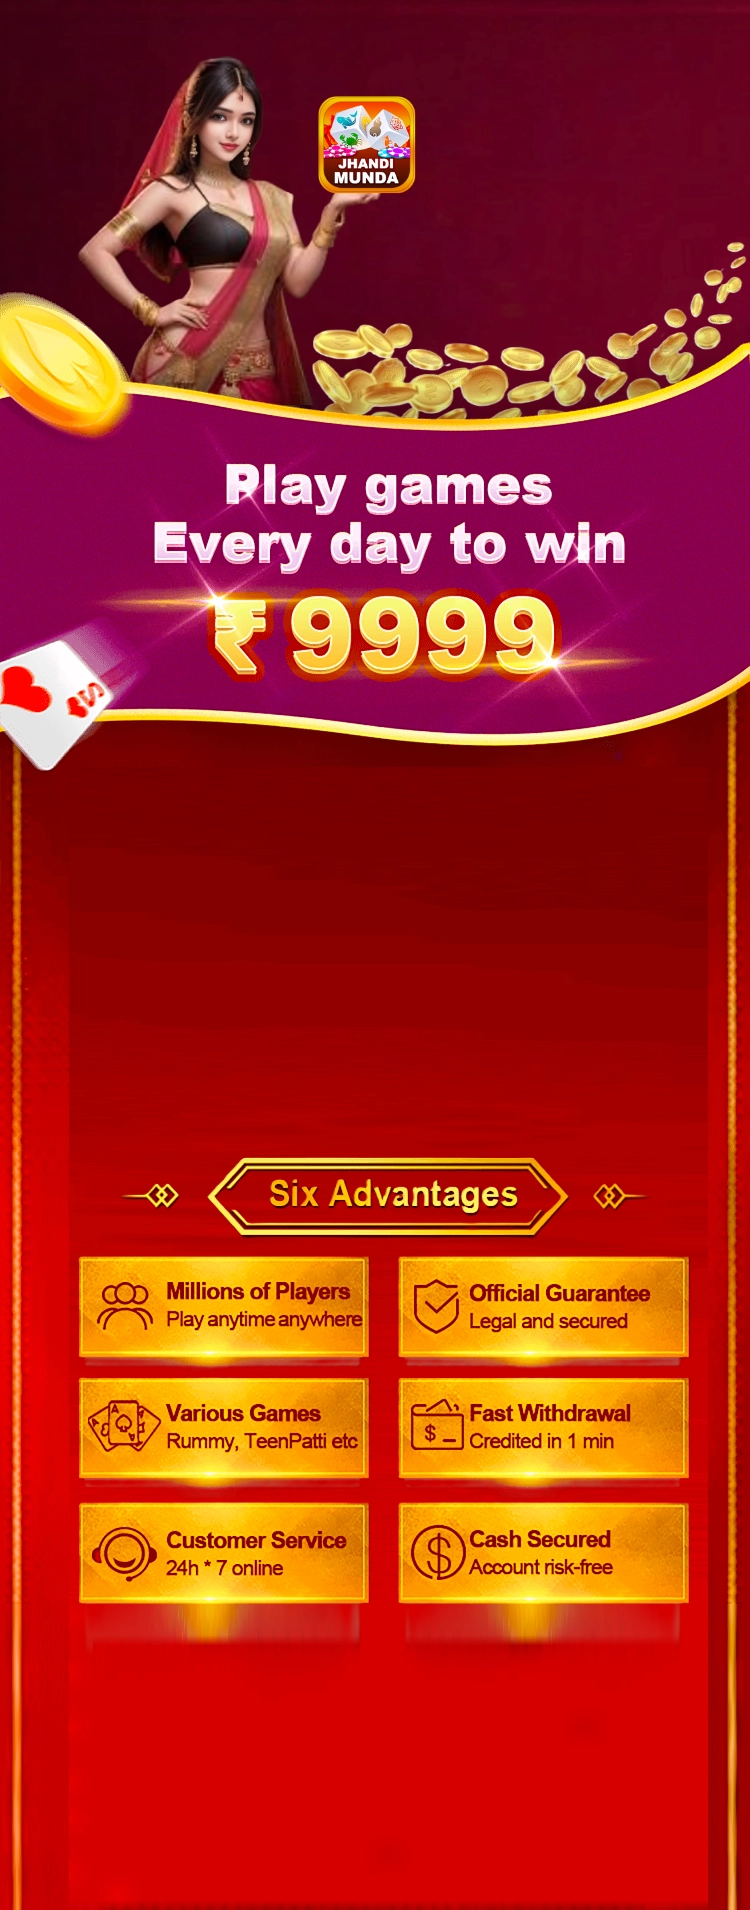 JHANDI
MUNDA
Play games
Every day to win
₹9999
Six Advantages
Millions of Players
Play anytime anywhere
Official Guarantee
Legal and secured
Various Games
Rummy, TeenPatti etc
Fast Withdrawal
Credited in 1 min
Customer Service
24h * 7 online
Cash Secured
Account risk-free